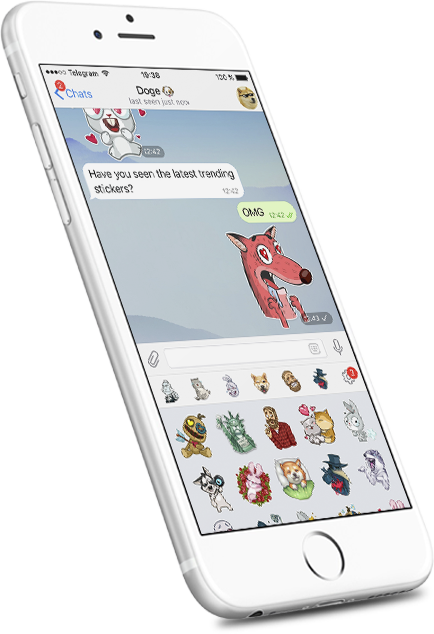 ●●●○○ Telegram 19:38 100 %
2
Chats
Doge 🐶
last seen just now
12:42
Have you seen the latest trending
stickers?
12:42
OMG 12:42
12:43
3